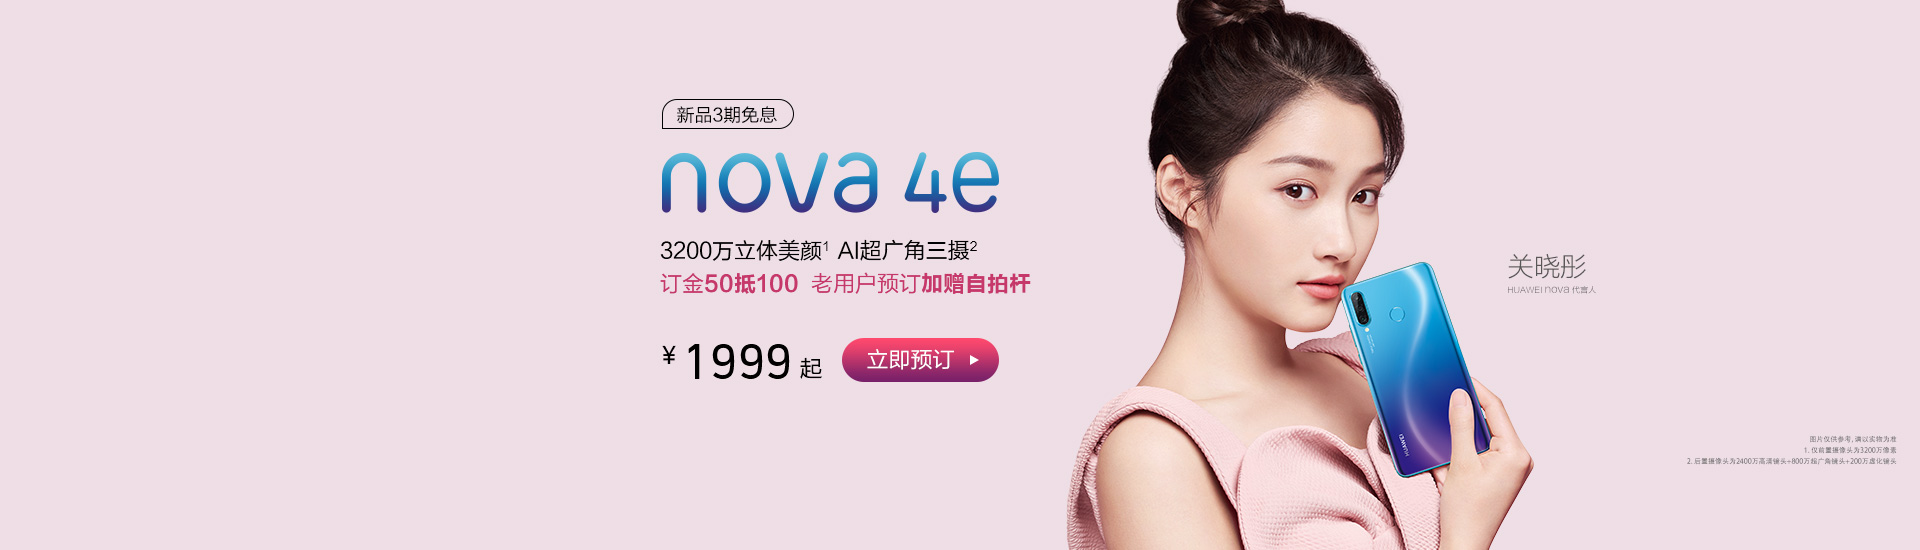 新品3期免息
nova 4e
3200万立体美颜1 AI超广角三摄2
订金50抵100 老用户预订加赠自拍杆
¥ 1999 起
立即预订
关晓彤
HUAWEI nova 代言人
HUAWEI
图片仅供参考,请以实物为准
1. 仅前置摄像头为3200万像素
2. 后置摄像头为2400万高清镜头+800万超广角镜头+200万虚化镜头